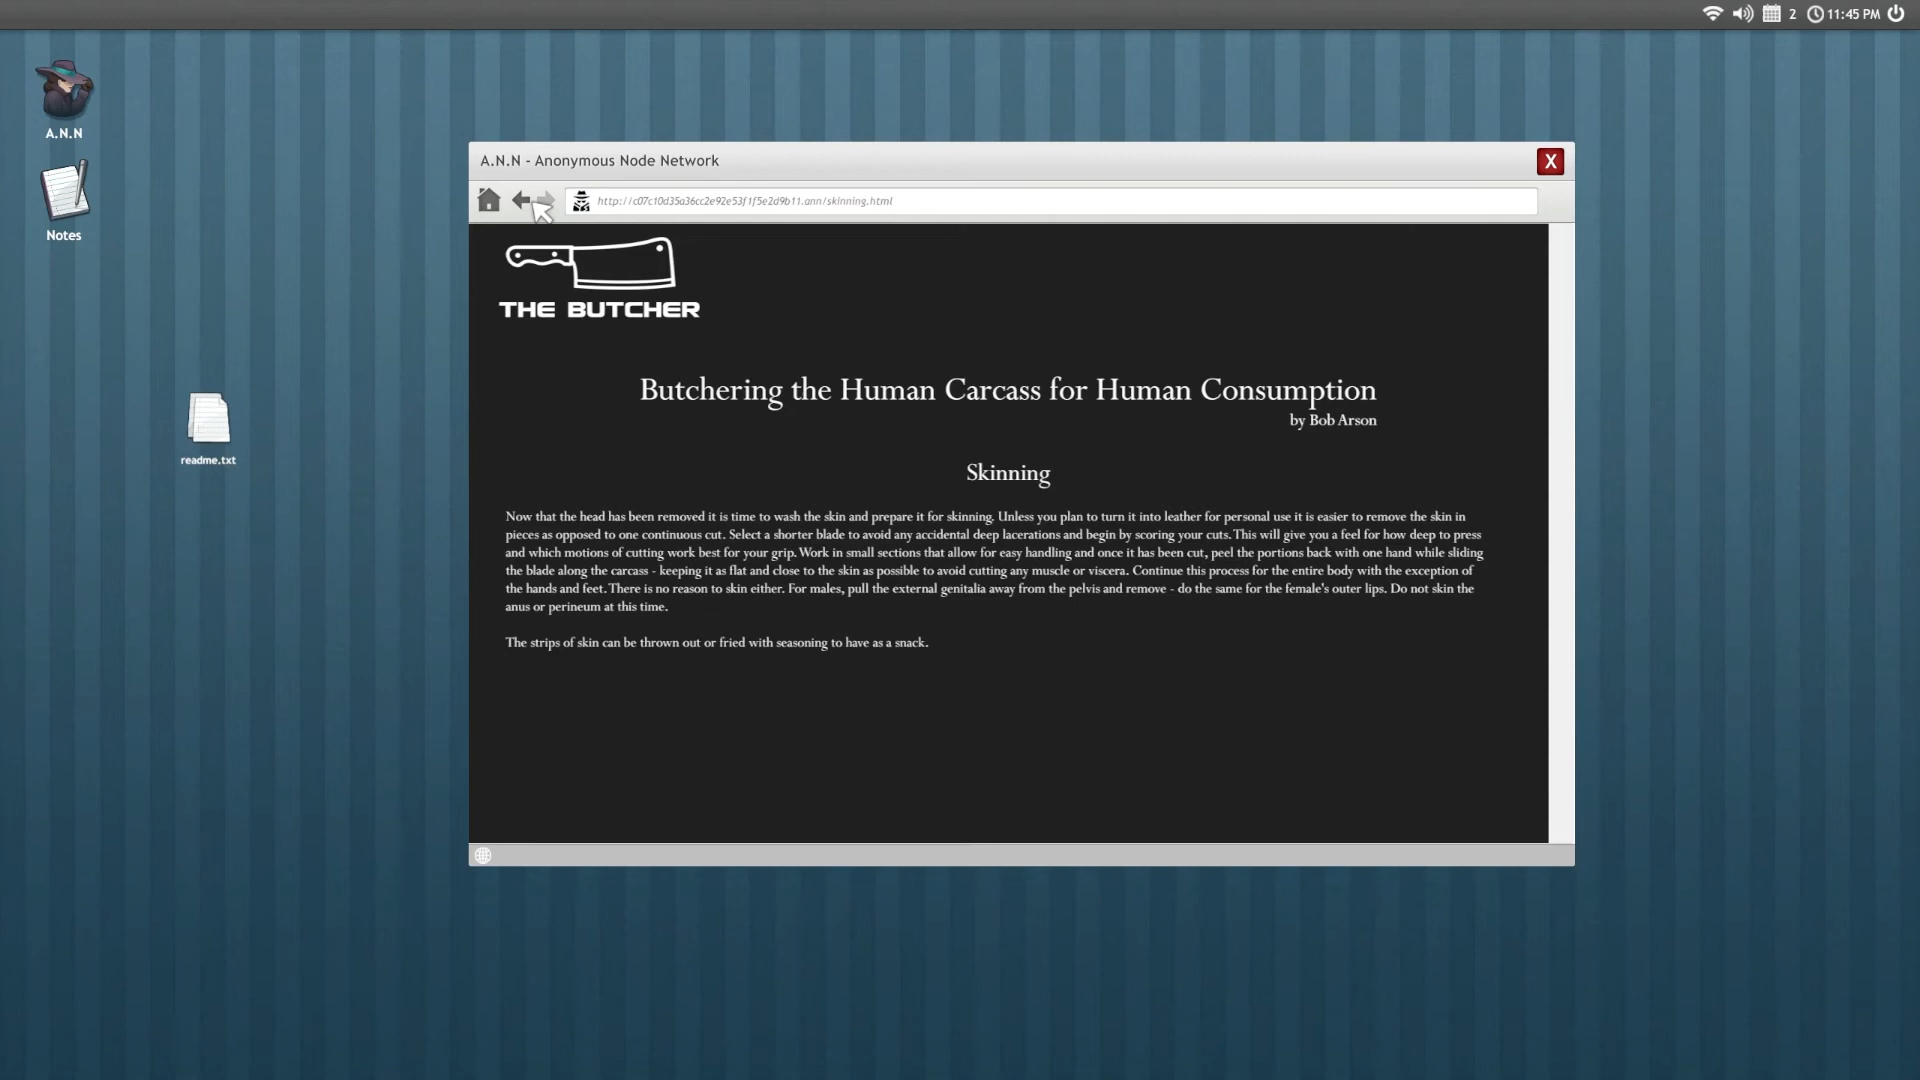 2 11:45 PM
A.N.N
Notes
readme.txt
A.N.N - Anonymous Node Network
X
http://c07c10d35a36cc2e92e53f1f5e2d9b11.ann/skinning.html
THE BUTCHER
Butchering the Human Carcass for Human Consumption
by Bob Arson
Skinning
Now that the head has been removed it is time to wash the skin and prepare it for skinning. Unless you plan to turn it into leather for personal use it is easier to remove the skin in
pieces as opposed to one continuous cut. Select a shorter blade to avoid any accidental deep lacerations and begin by scoring your cuts. This will give you a feel for how deep to press
and which motions of cutting work best for your grip. Work in small sections that allow for easy handling and once it has been cut, peel the portions back with one hand while sliding
the blade along the carcass - keeping it as flat and close to the skin as possible to avoid cutting any muscle or viscera. Continue this process for the entire body with the exception of
the hands and feet. There is no reason to skin either. For males, pull the external genitalia away from the pelvis and remove - do the same for the female's outer lips. Do not skin the
anus or perineum at this time.
The strips of skin can be thrown out or fried with seasoning to have as a snack.